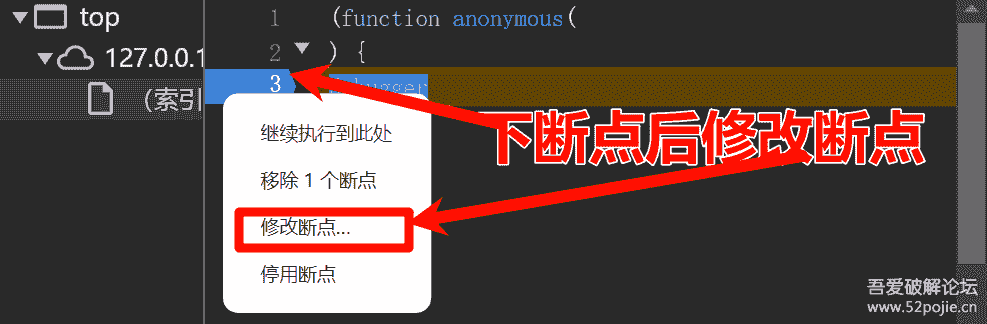 top
127.0.0.1
（索引
1 (function anonymous(
2 ) {
3 debugger
继续执行到此处
移除 1 个断点
修改断点...
停用断点
下断点后修改断点
吾爱破解论坛
www.52pojie.cn